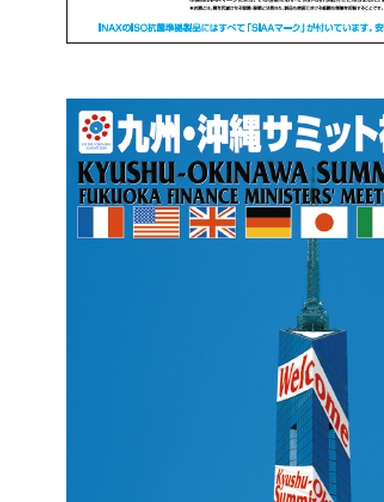 INAXのISO抗菌準拠製品にはすべて「SIAAマーク」が付いています。安
九州・沖縄サミット
KYUSHU-OKINAWA SUMM
FUKUOKA FINANCE MINISTERS' MEET
Welcome
Kyushu-Ok
Summit